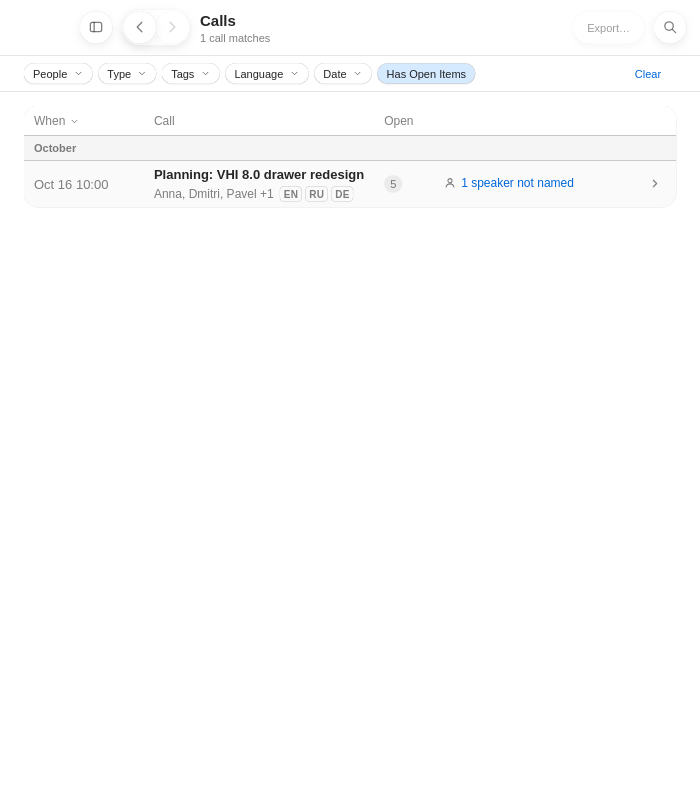 Calls
1 call matches
Export…
People
Type
Tags
Language
Date
Has Open Items
Clear
When
Call
Open
October
Oct 16 10:00
Planning: VHI 8.0 drawer redesign
Anna, Dmitri, Pavel +1 EN RU DE
5
1 speaker not named